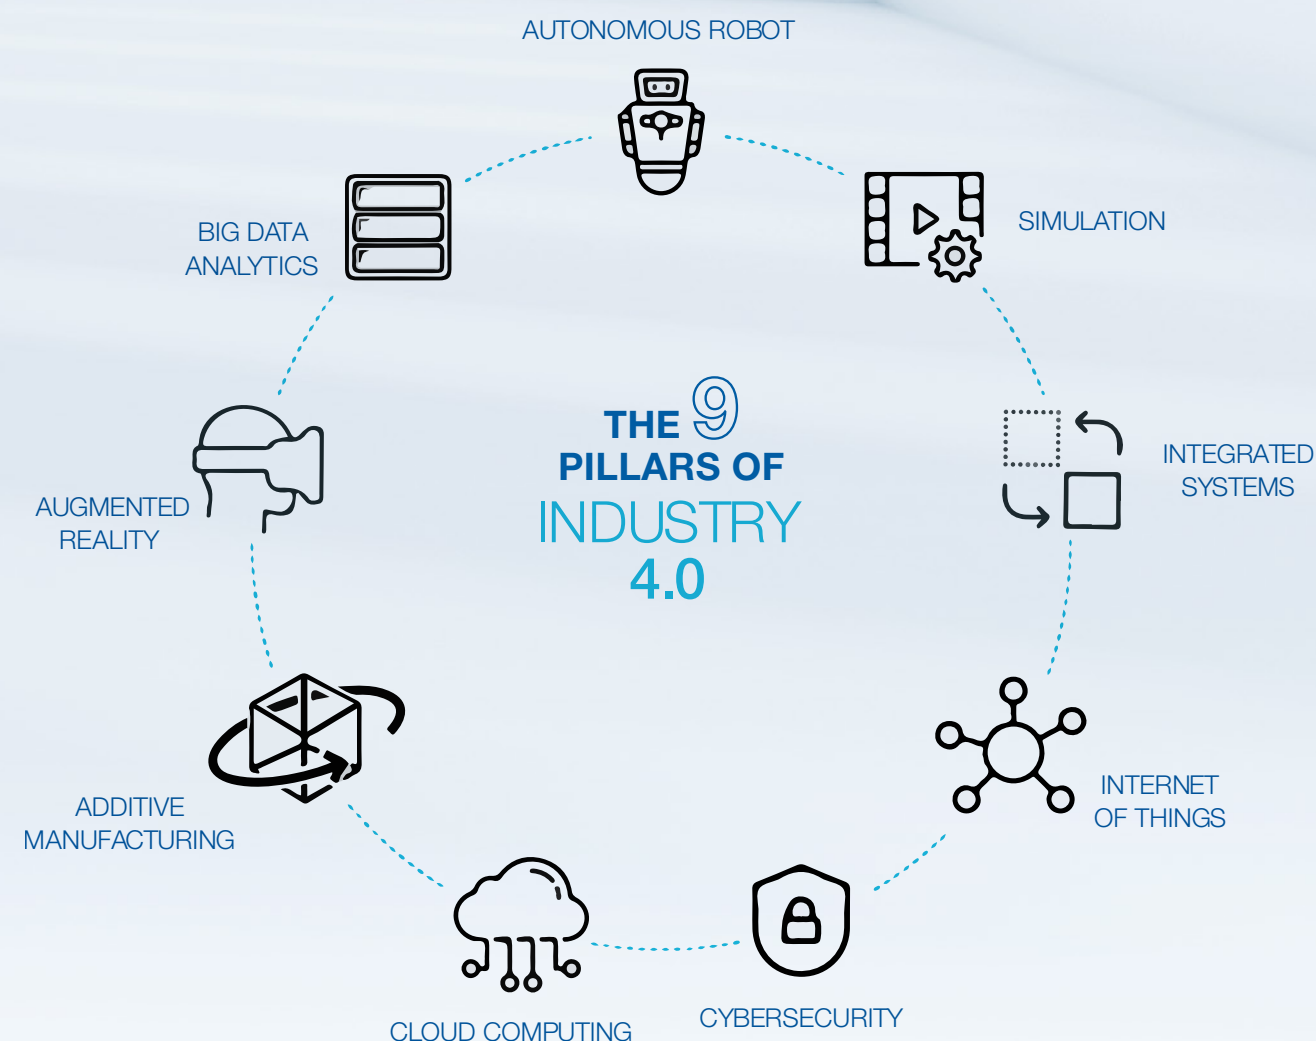 AUTONOMOUS ROBOT
SIMULATION
BIG DATA
ANALYTICS
THE 9
PILLARS OF
INDUSTRY
4.0
INTEGRATED
SYSTEMS
AUGMENTED
REALITY
INTERNET
OF THINGS
ADDITIVE
MANUFACTURING
CYBERSECURITY
CLOUD COMPUTING